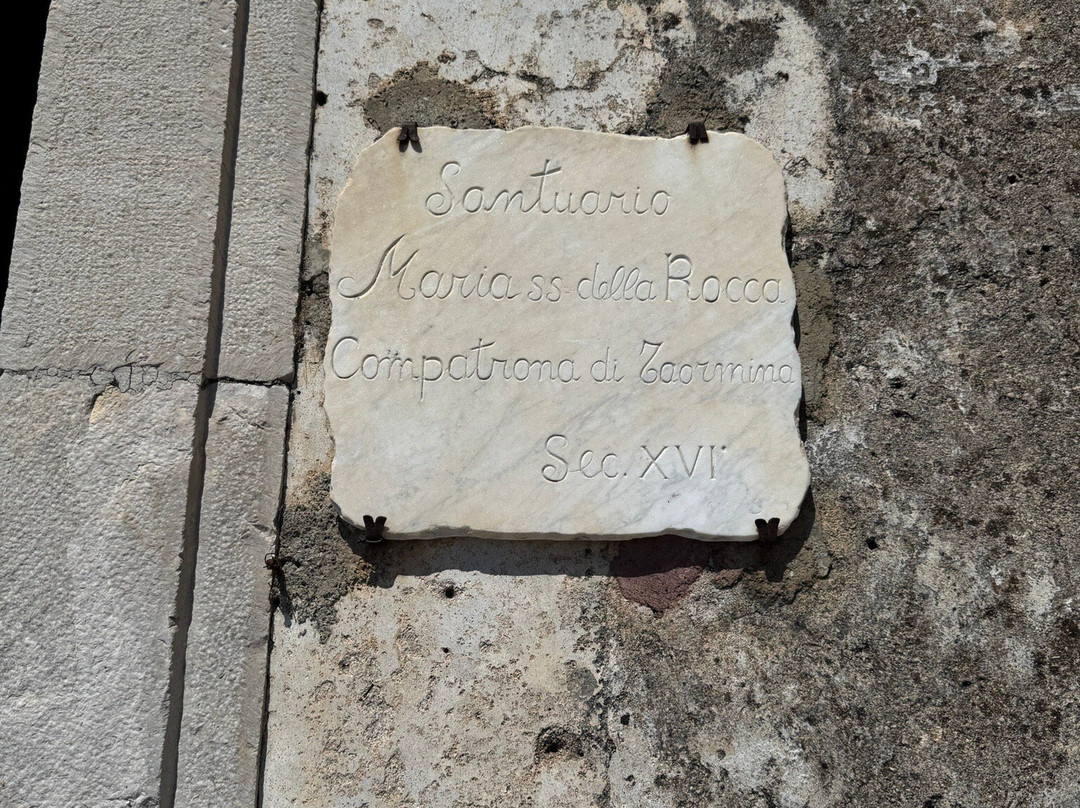 Santuario
Maria ss. della Rocca
Compatrona di Taormina
Sec. XVI°